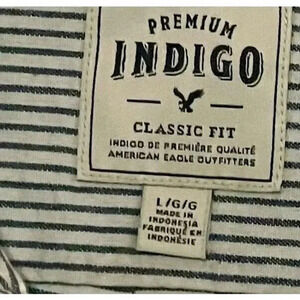 PREMIUM
INDIGO
CLASSIC FIT
INDIGO DE PREMIÈRE QUALITÉ
AMERICAN EAGLE OUTFITTERS
L/G/G
MADE IN
INDONESIA
FABRIQUÉ EN
INDONÉSIE